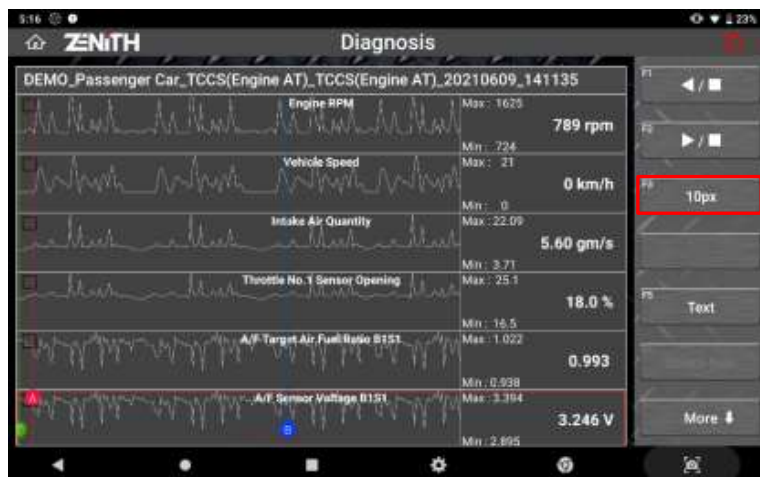 5:16
23%
ZENITH
Diagnosis
DEMO_Passenger Car_TCCS(Engine AT)_TCCS(Engine AT)_20210609_141135
Engine RPM
Max : 1625
789 rpm
Min : 724
Vehicle Speed
Max : 21
0 km/h
Min : 0
Intake Air Quantity
Max : 22.09
5.60 gm/s
Min : 3.71
Throttle No.1 Sensor Opening
Max : 25.1
18.0 %
Min : 16.5
A/F Target Air Fuel Ratio B1S1
Max : 1.022
0.993
Min : 0.938
A/F Sensor Voltage B1S1
Max : 3.394
3.246 V
Min : 2.895
A
B
F1
F2
F3
10px
F5
Text
More